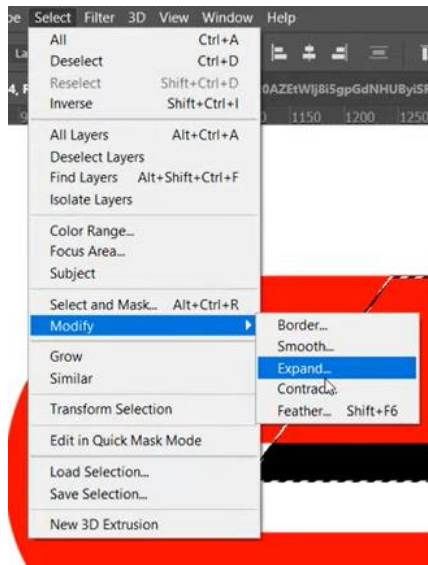 Select Filter 3D View Window Help
All Ctrl+A
Deselect Ctrl+D
Reselect Shift+Ctrl+D
Inverse Shift+Ctrl+I
1150 1200 1250
All Layers Alt+Ctrl+A
Deselect Layers
Find Layers Alt+Shift+Ctrl+F
Isolate Layers
Color Range...
Focus Area...
Subject
Select and Mask... Alt+Ctrl+R
Modify
Border...
Smooth...
Expand...
Contract...
Feather... Shift+F6
Grow
Similar
Transform Selection
Edit in Quick Mask Mode
Load Selection...
Save Selection...
New 3D Extrusion